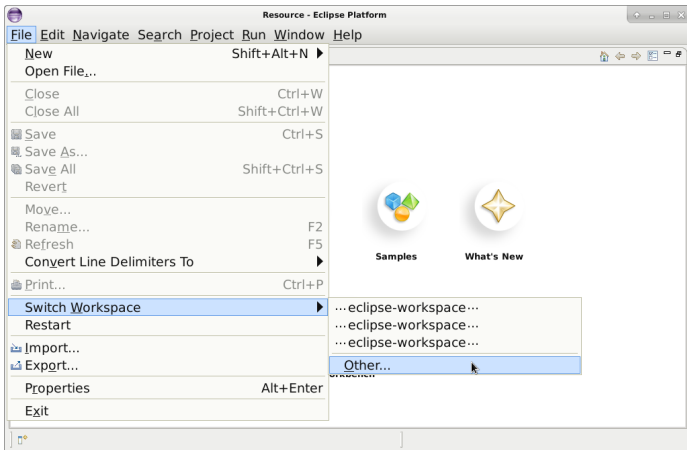 Resource - Eclipse Platform
File Edit Navigate Search Project Run Window Help
New Shift+Alt+N
Open File...
Close Ctrl+W
Close All Shift+Ctrl+W
Save Ctrl+S
Save As...
Save All Shift+Ctrl+S
Revert
Move...
Rename... F2
Refresh F5
Convert Line Delimiters To
Print... Ctrl+P
Samples What's New
Switch Workspace
Restart
Import...
Export...
Properties Alt+Enter
Exit
···eclipse-workspace···
···eclipse-workspace···
···eclipse-workspace···
Other...